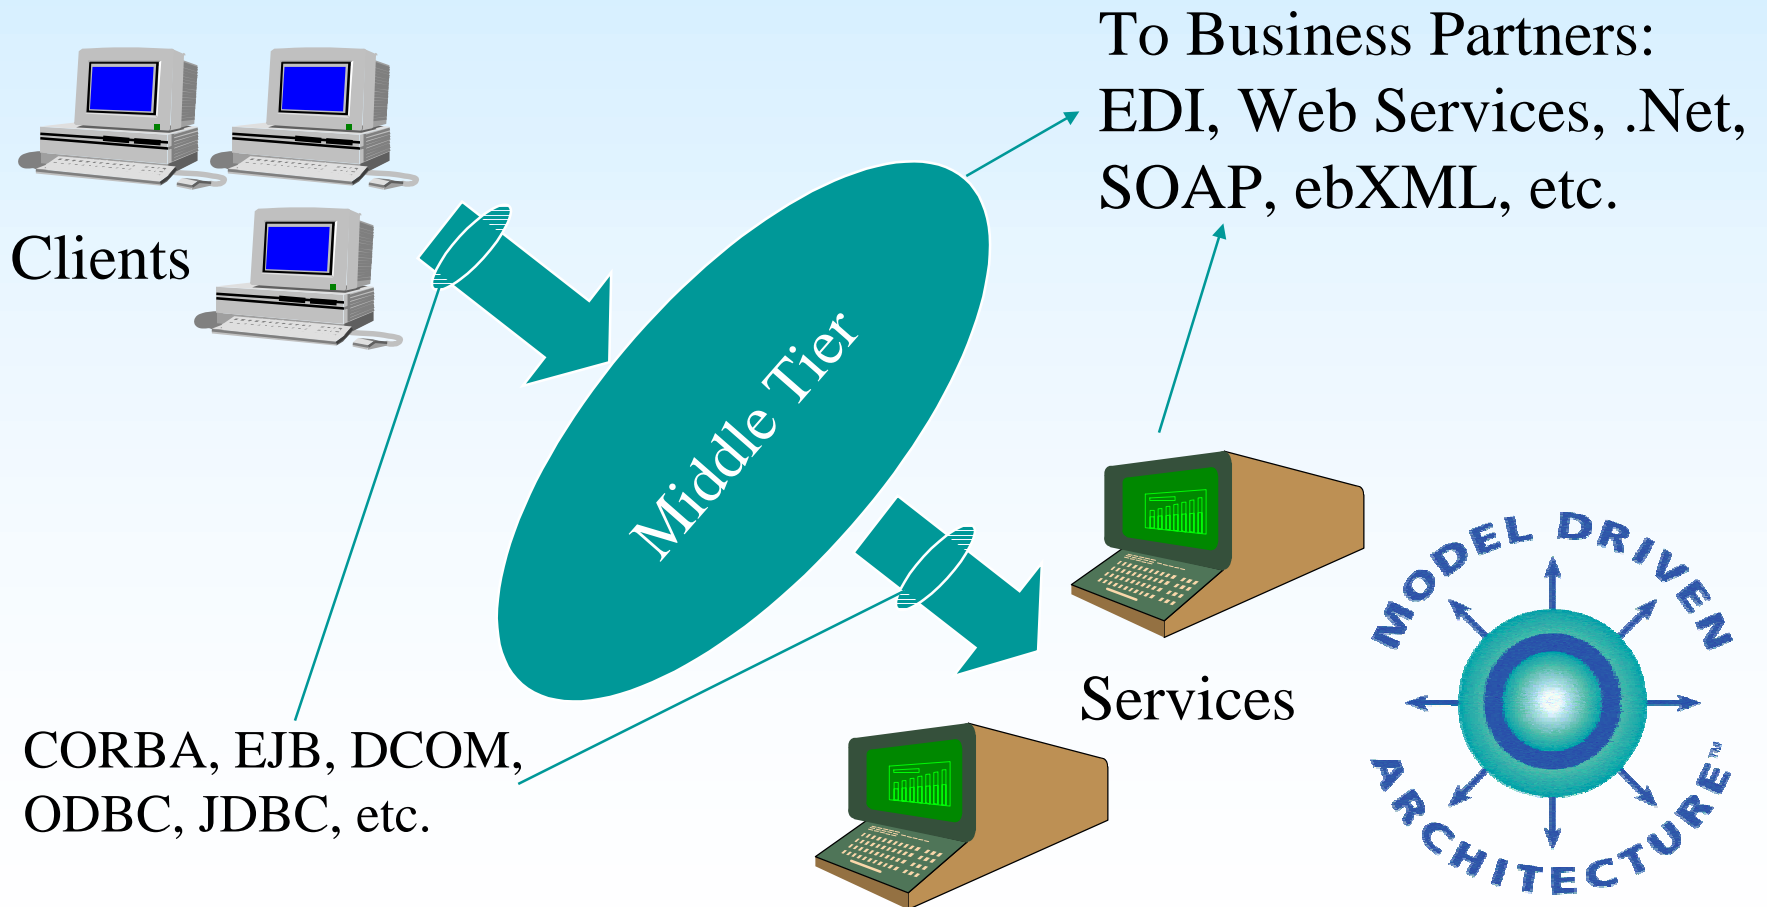 To Business Partners:
EDI, Web Services, .Net,
SOAP, ebXML, etc.
Clients
Middle Tier
Services
CORBA, EJB, DCOM,
ODBC, JDBC, etc.
MODEL DRIVEN
ARCHITECTURE™